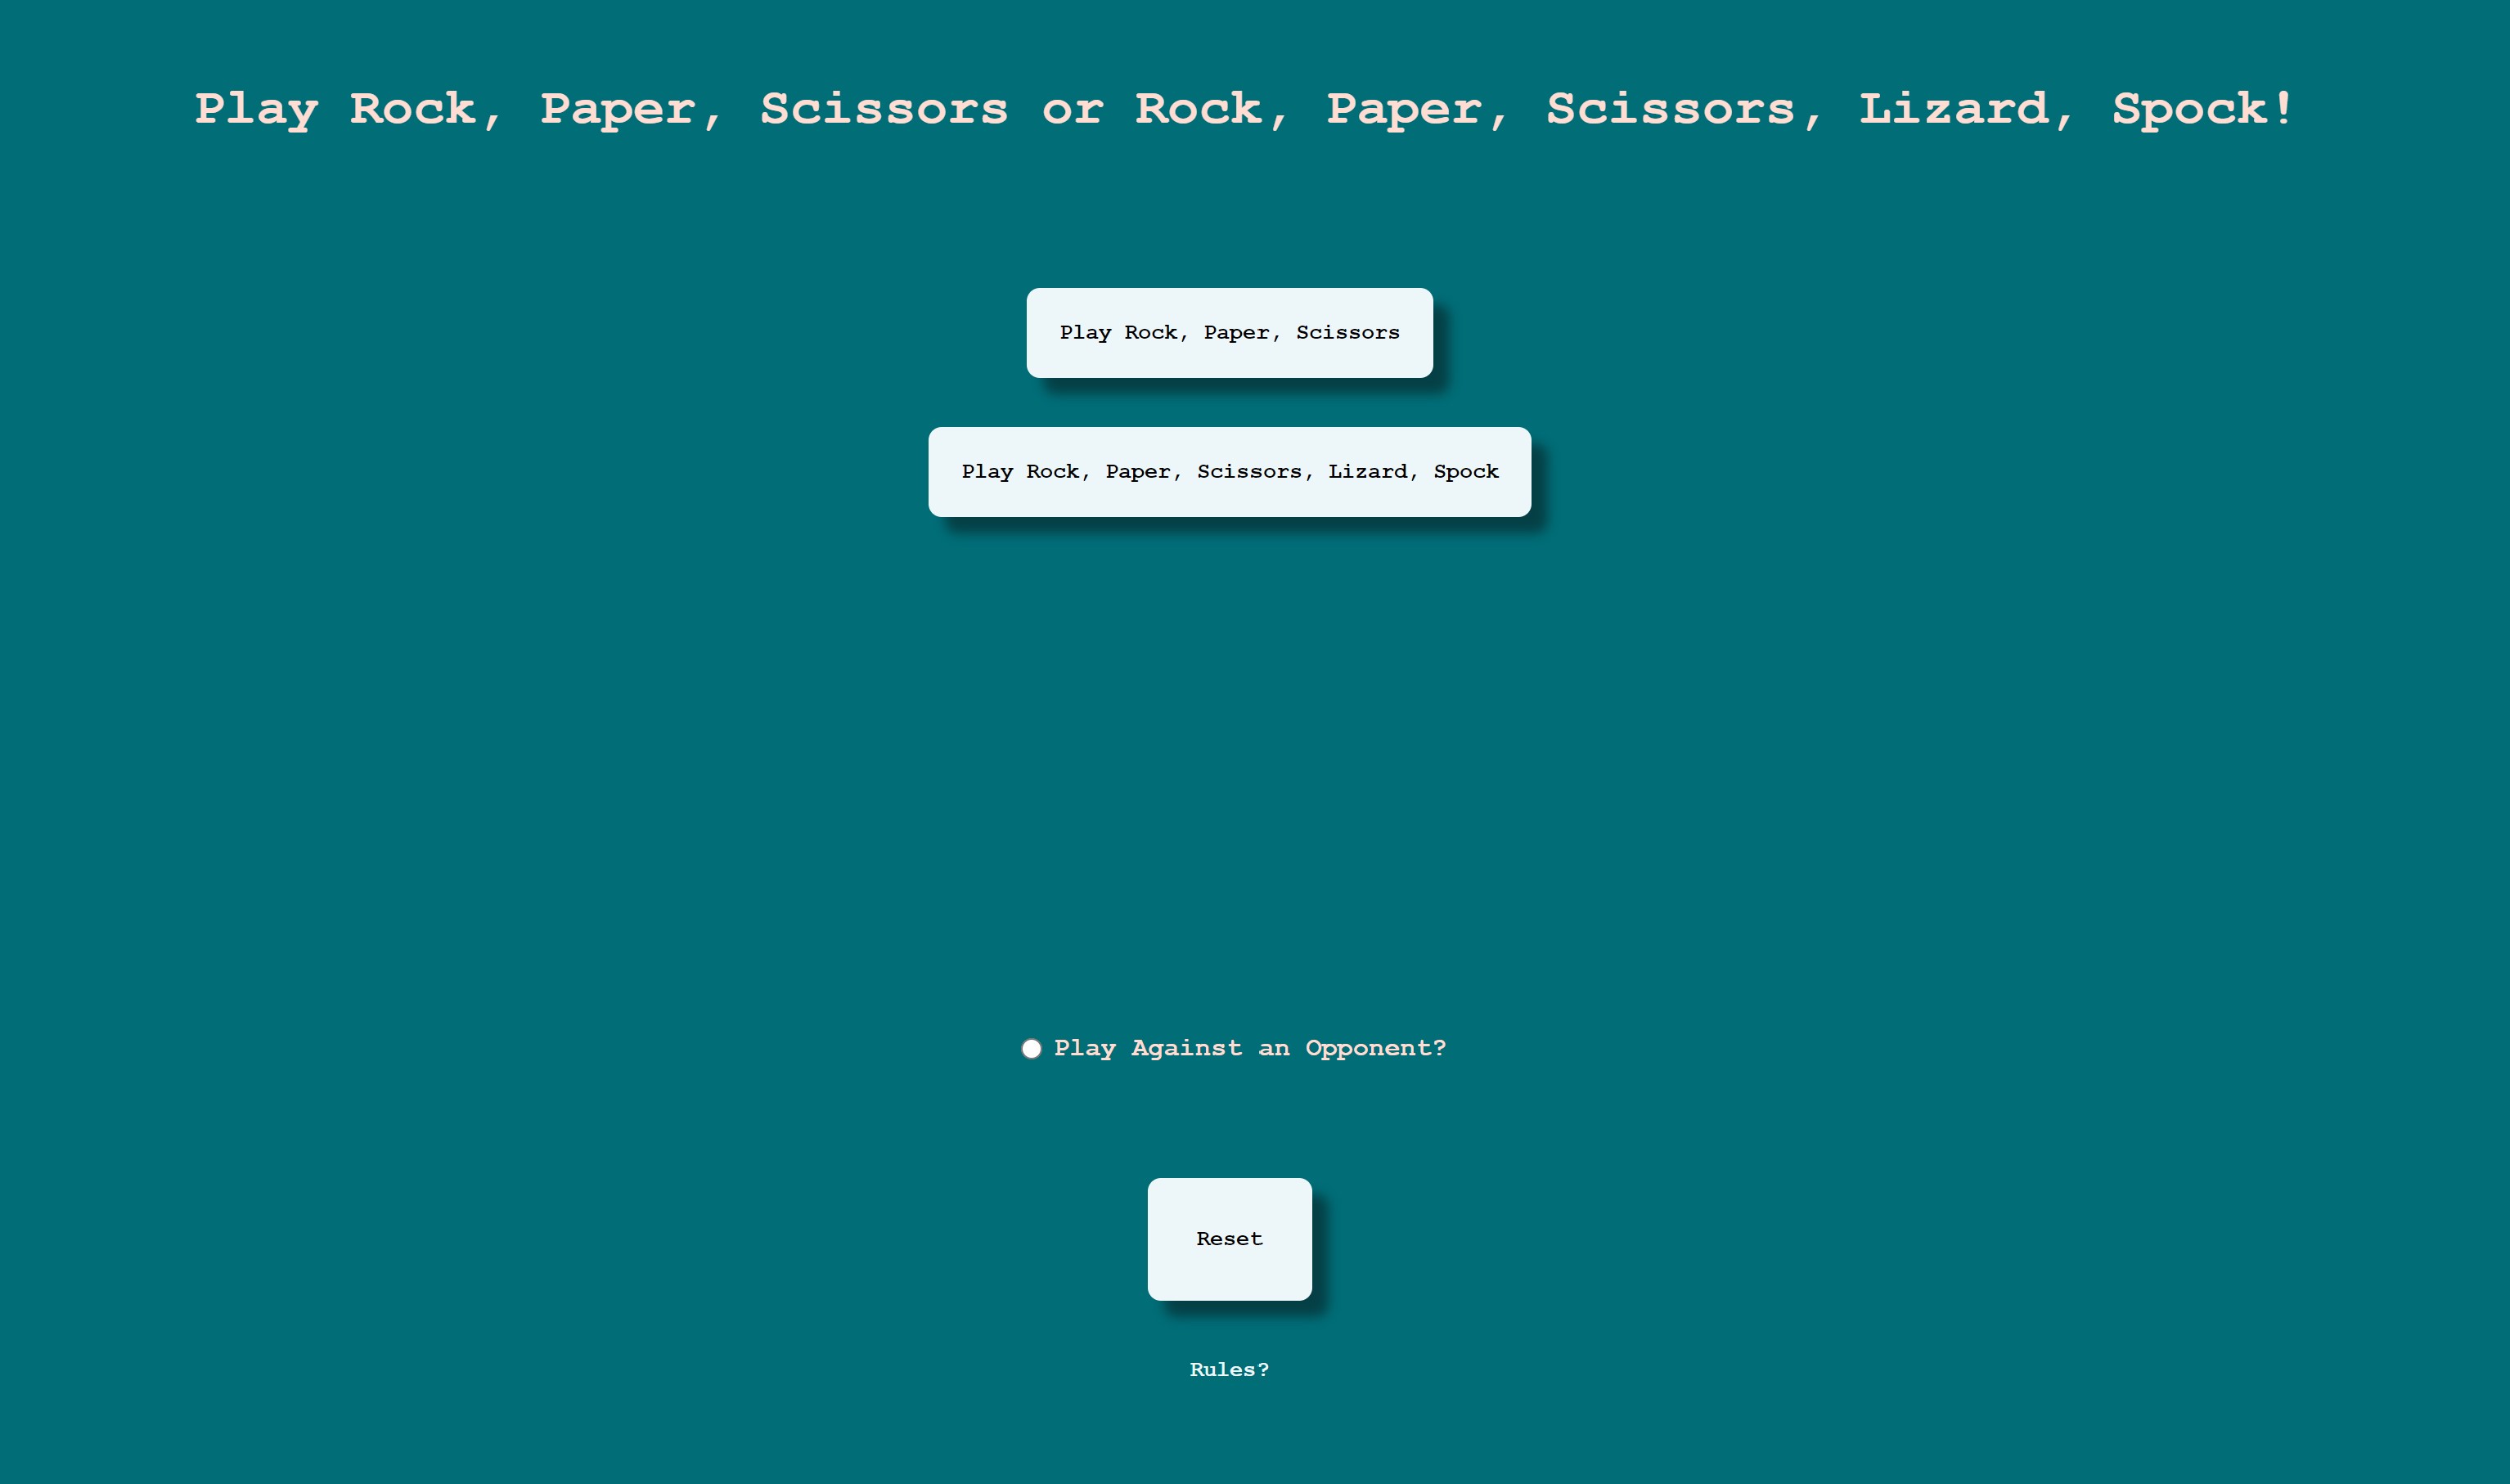 Play Rock, Paper, Scissors or Rock, Paper, Scissors, Lizard, Spock!
Play Rock, Paper, Scissors
Play Rock, Paper, Scissors, Lizard, Spock
Play Against an Opponent?
Reset
Rules?